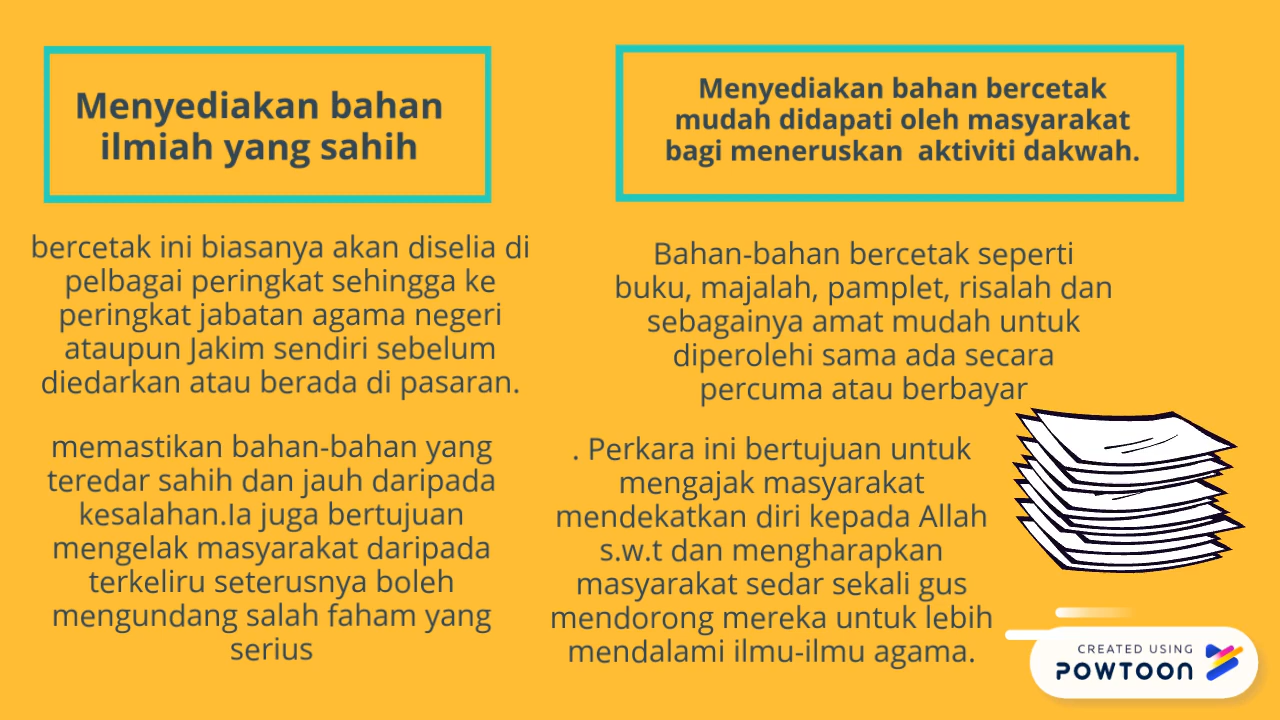 Menyediakan bahan
ilmiah yang sahih
bercetak ini biasanya akan diselia di
pelbagai peringkat sehingga ke
peringkat jabatan agama negeri
ataupun Jakim sendiri sebelum
diedarkan atau berada di pasaran.
memastikan bahan-bahan yang
teredar sahih dan jauh daripada
kesalahan.Ia juga bertujuan
mengelak masyarakat daripada
terkeliru seterusnya boleh
mengundang salah faham yang
serius
Menyediakan bahan bercetak
mudah didapati oleh masyarakat
bagi meneruskan  aktiviti dakwah.
Bahan-bahan bercetak seperti
buku, majalah, pamplet, risalah dan
sebagainya amat mudah untuk
diperolehi sama ada secara
percuma atau berbayar
. Perkara ini bertujuan untuk
mengajak masyarakat
mendekatkan diri kepada Allah
s.w.t dan mengharapkan
masyarakat sedar sekali gus
mendorong mereka untuk lebih
mendalami ilmu-ilmu agama.
CREATED USING
POWTOON